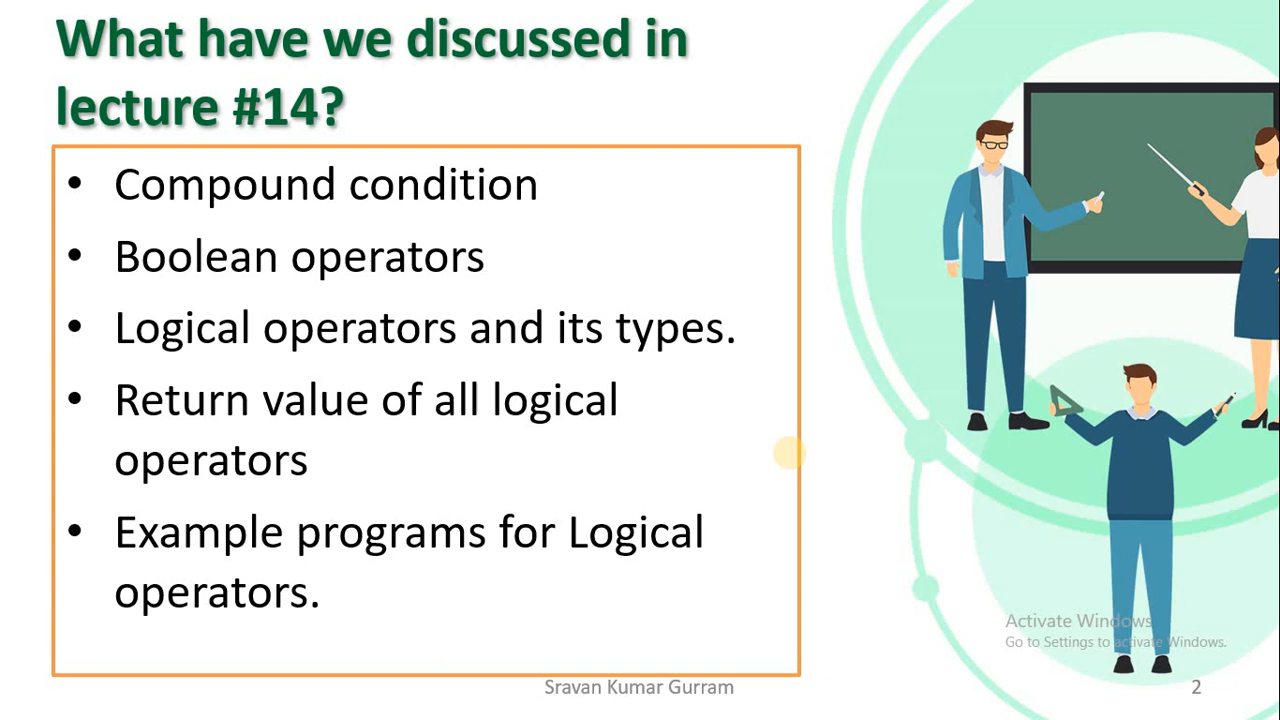 What have we discussed in
lecture #14?
• Compound condition
• Boolean operators
• Logical operators and its types.
• Return value of all logical
operators
• Example programs for Logical
operators.
Activate Windows
Go to Settings to activate Windows.
Sravan Kumar Gurram
2